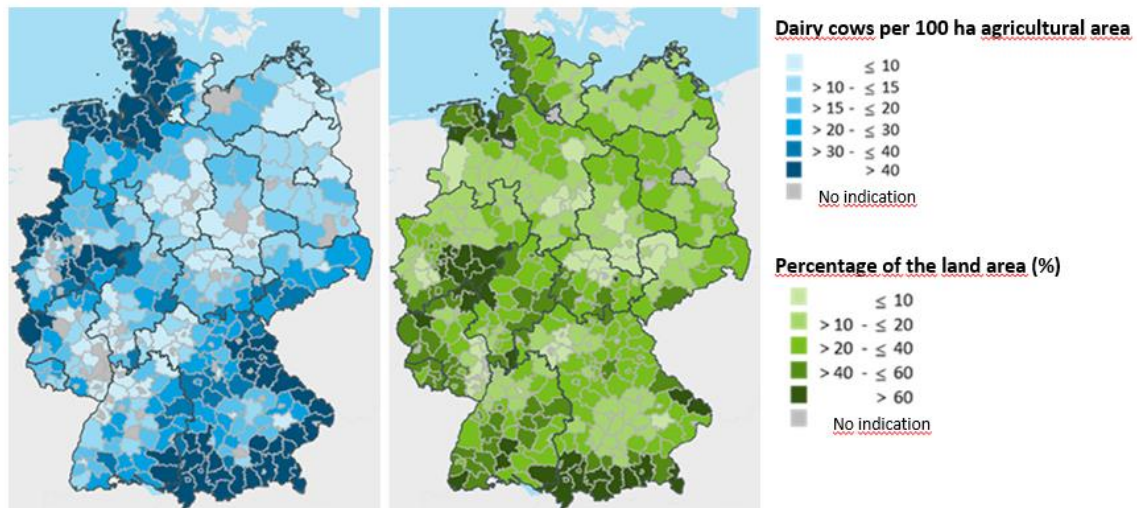 Dairy cows per 100 ha agricultural area
≤ 10
> 10 - ≤ 15
> 15 - ≤ 20
> 20 - ≤ 30
> 30 - ≤ 40
> 40
No indication
Percentage of the land area (%)
≤ 10
> 10 - ≤ 20
> 20 - ≤ 40
> 40 - ≤ 60
> 60
No indication